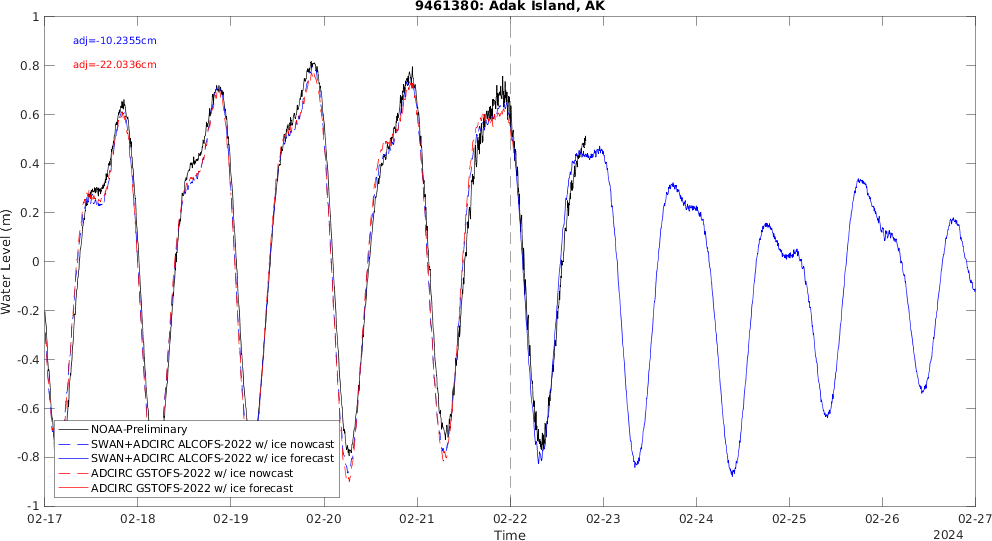 9461380: Adak Island, AK
adj=-10.2355cm
adj=-22.0336cm
Water Level (m)
1
0.8
0.6
0.4
0.2
0
-0.2
-0.4
-0.6
-0.8
-1
NOAA-Preliminary
SWAN+ADCIRC ALCOFS-2022 w/ ice nowcast
SWAN+ADCIRC ALCOFS-2022 w/ ice forecast
ADCIRC GSTOFS-2022 w/ ice nowcast
ADCIRC GSTOFS-2022 w/ ice forecast
02-17 02-18 02-19 02-20 02-21 02-22 02-23 02-24 02-25 02-26 02-27
Time
2024